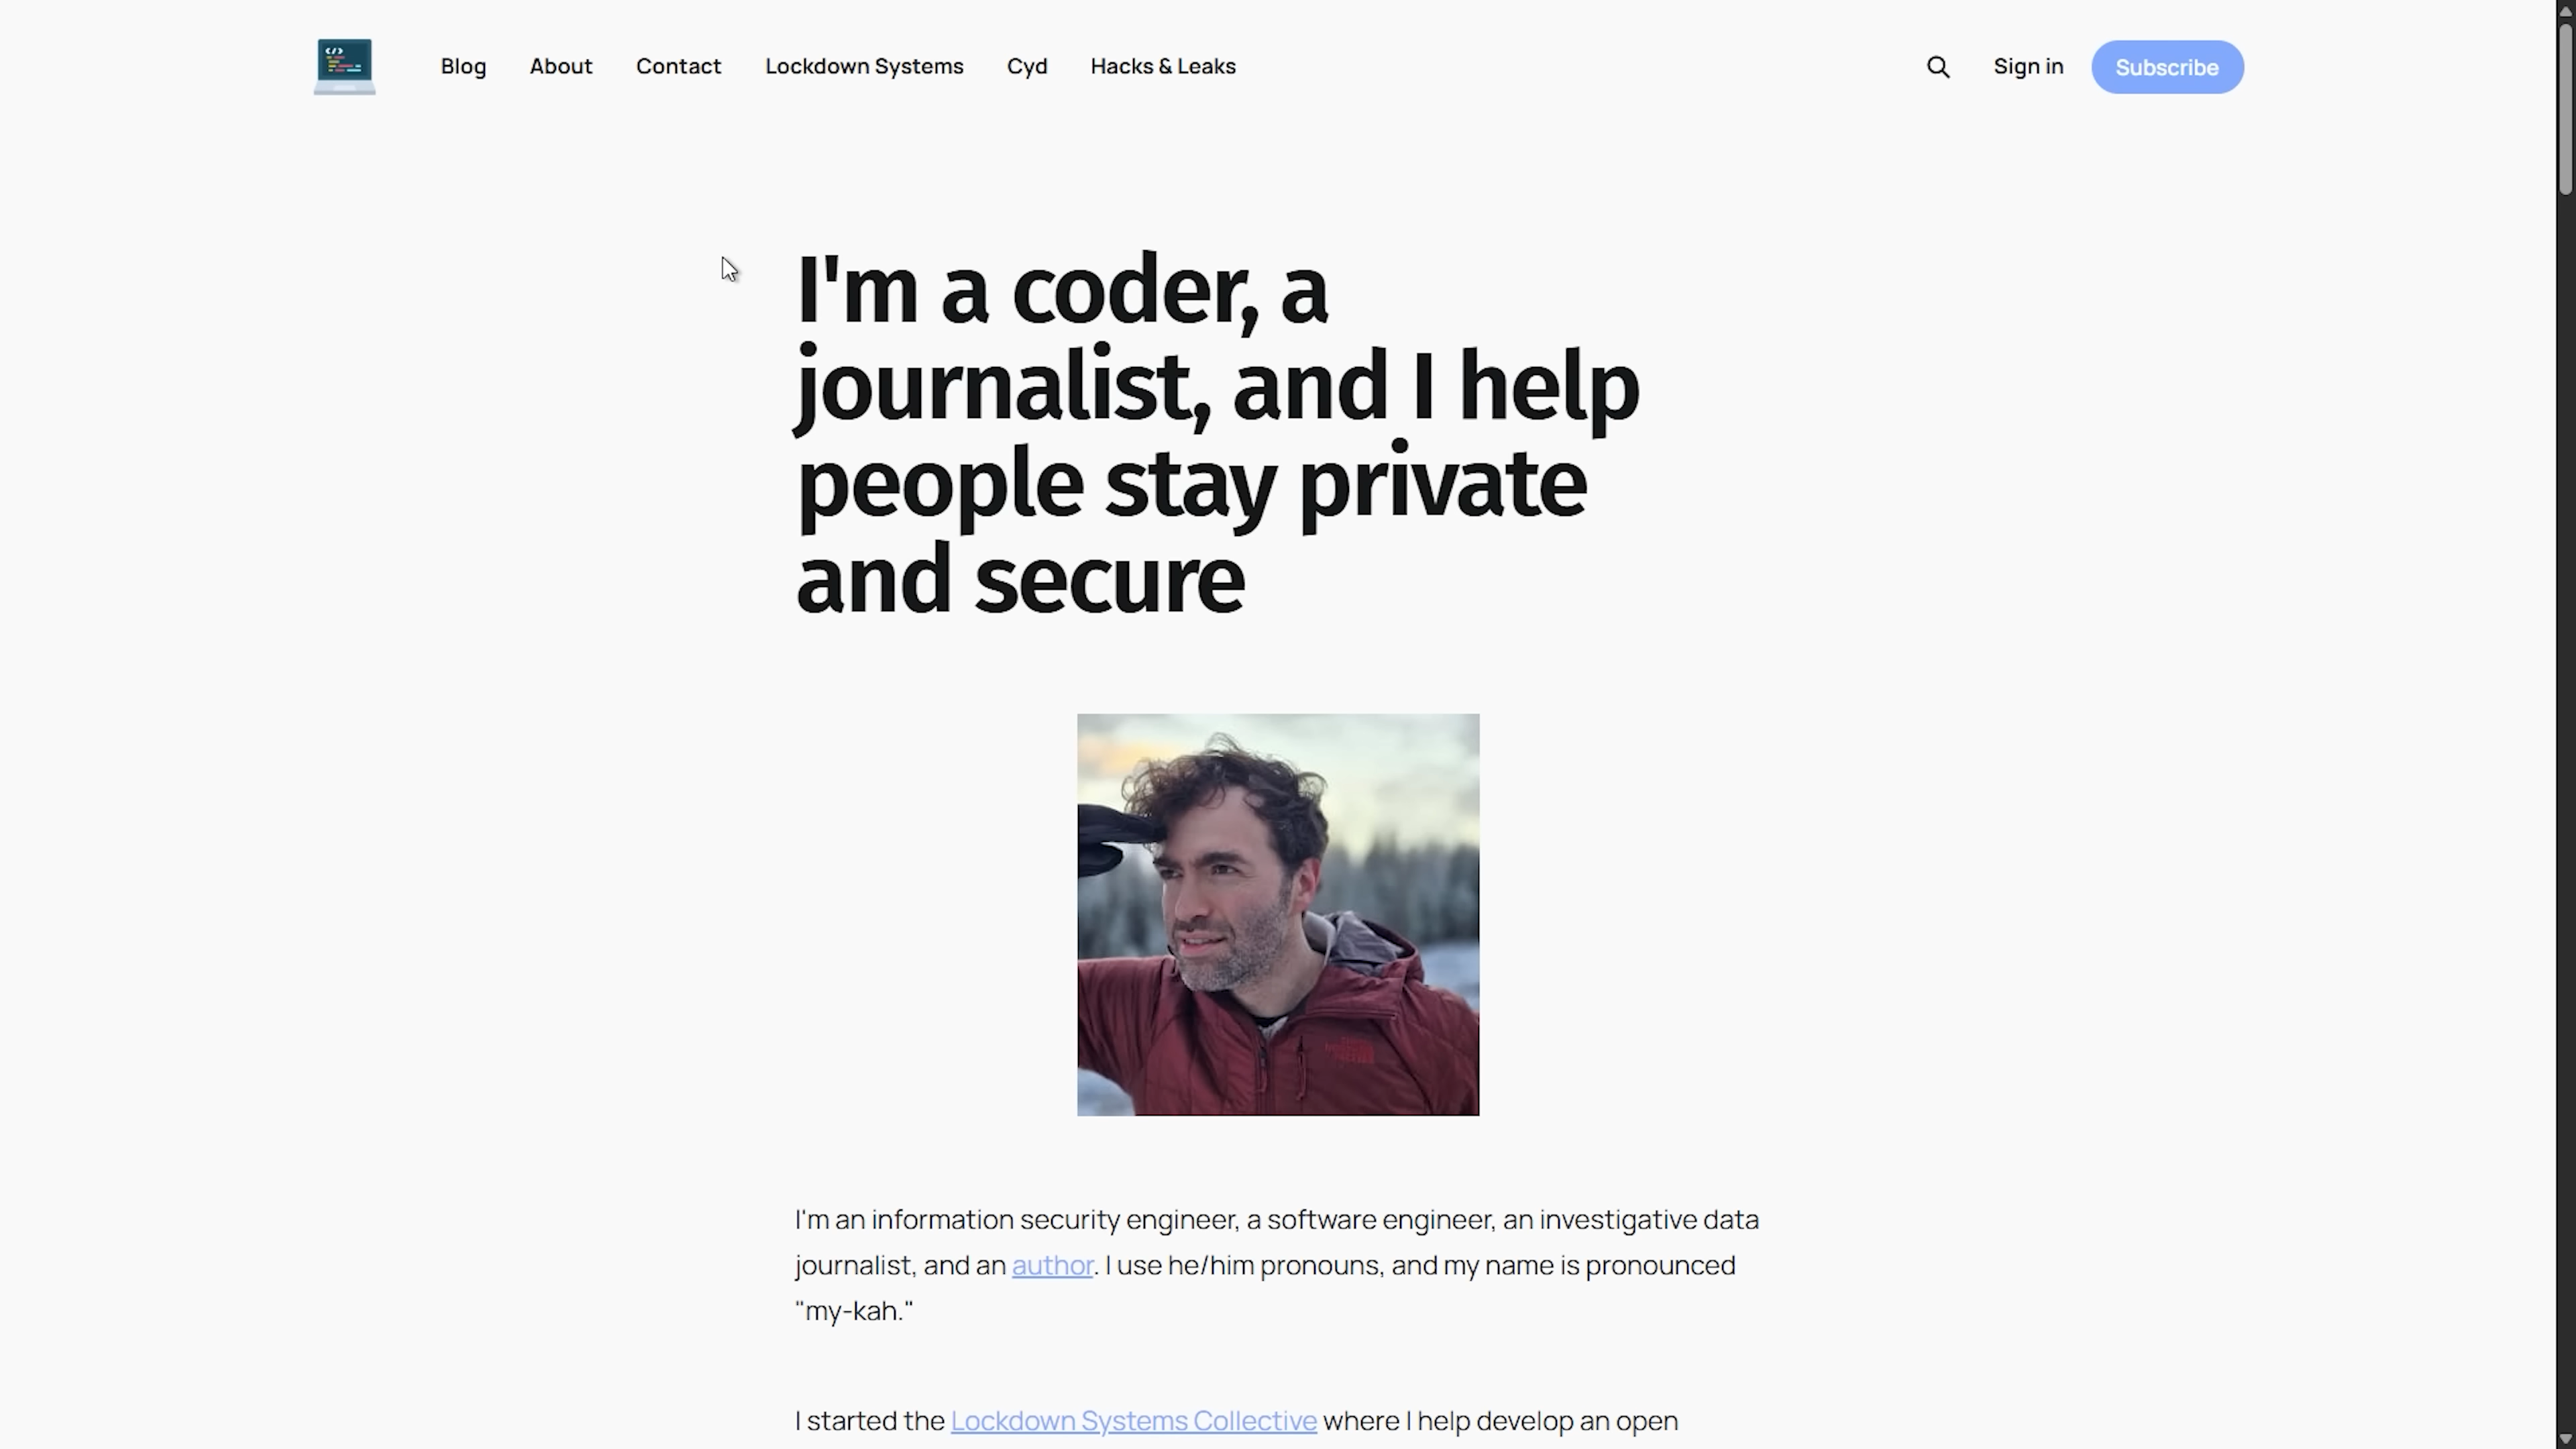 Blog About Contact Lockdown Systems Cyd Hacks & Leaks Sign in Subscribe
I'm a coder, a
journalist, and I help
people stay private
and secure
I'm an information security engineer, a software engineer, an investigative data
journalist, and an author. I use he/him pronouns, and my name is pronounced
"my-kah."
I started the Lockdown Systems Collective where I help develop an open